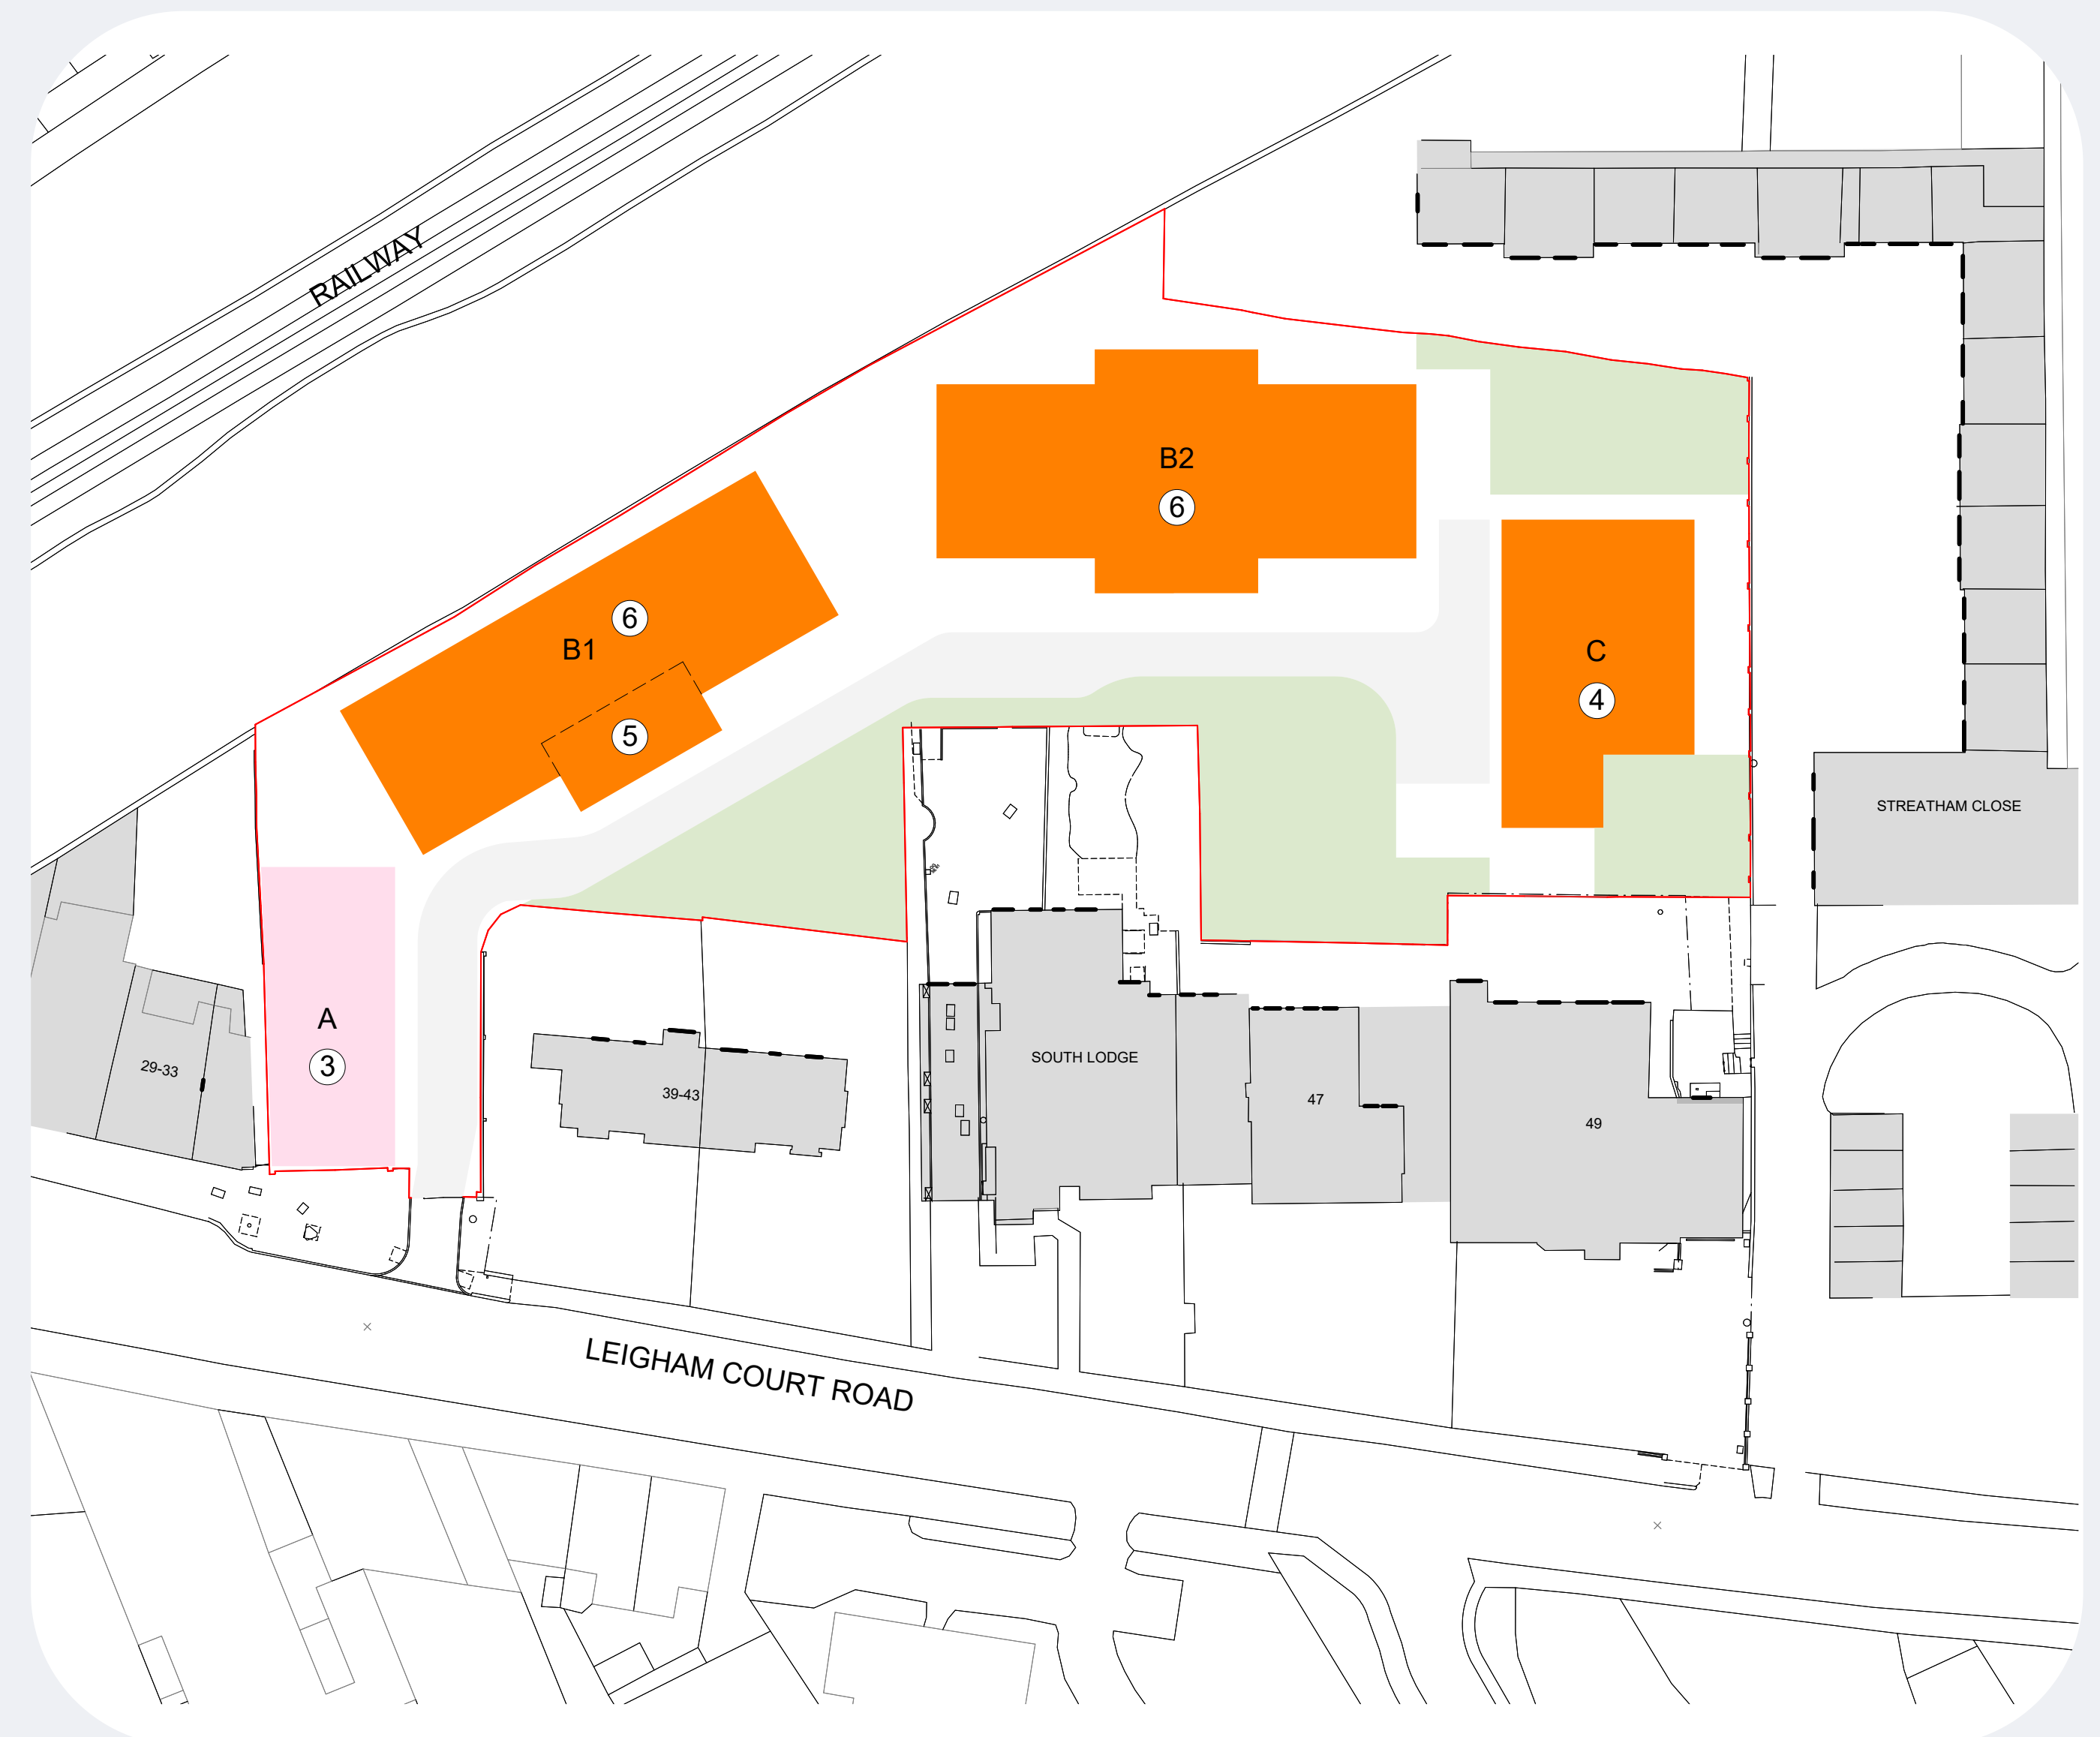 RAILWAY
B2
6
6
B1
C
4
5
STREATHAM CLOSE
A
3
29-33
39-43
SOUTH LODGE
47
49
LEIGHAM COURT ROAD